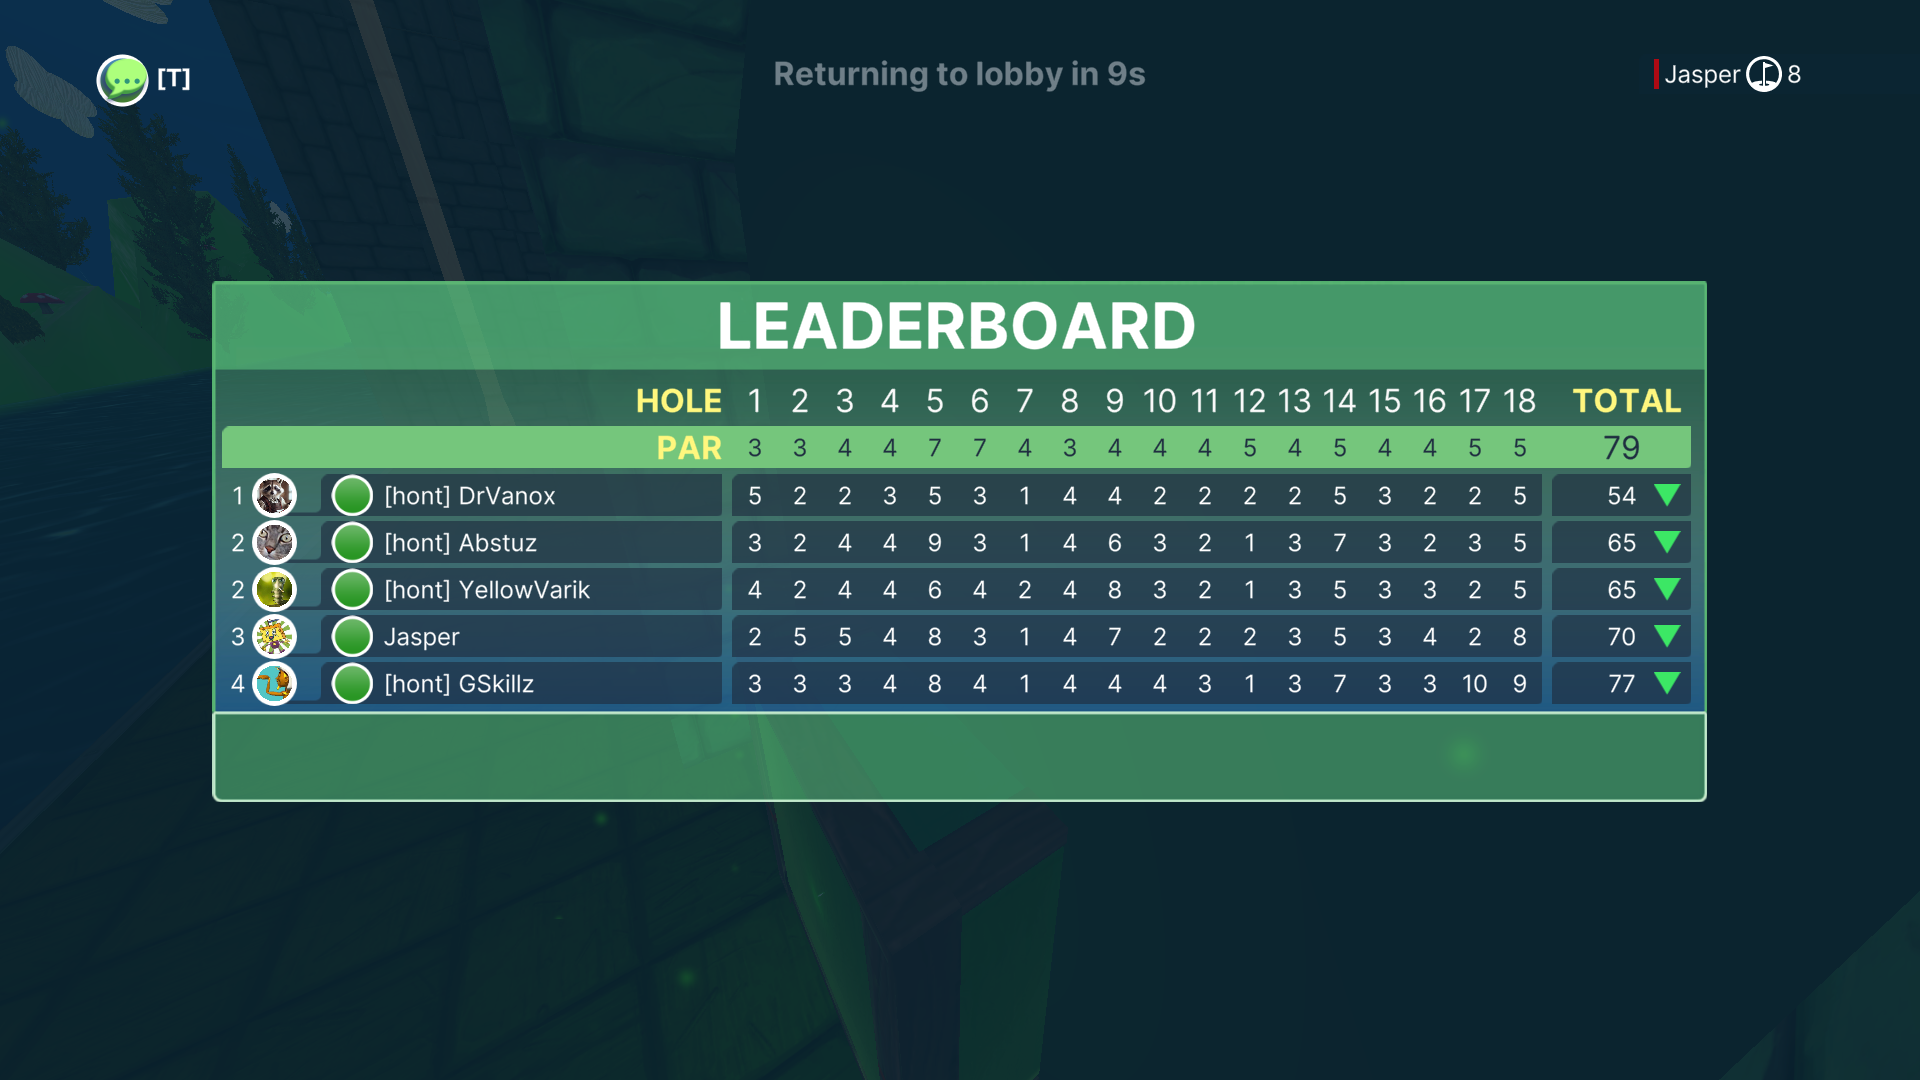 [T]
Returning to lobby in 9s
Jasper 8
LEADERBOARD
HOLE 1 2 3 4 5 6 7 8 9 10 11 12 13 14 15 16 17 18 TOTAL
PAR 3 3 4 4 7 7 4 3 4 4 4 5 4 5 4 4 5 5 79
1 [hont] DrVanox 5 2 2 3 5 3 1 4 4 2 2 2 2 5 3 2 2 5 54
2 [hont] Abstuz 3 2 4 4 9 3 1 4 6 3 2 1 3 7 3 2 3 5 65
2 [hont] YellowVarik 4 2 4 4 6 4 2 4 8 3 2 1 3 5 3 3 2 5 65
3 Jasper 2 5 5 4 8 3 1 4 7 2 2 2 3 5 3 4 2 8 70
4 [hont] GSkillz 3 3 3 4 8 4 1 4 4 4 3 1 3 7 3 3 10 9 77